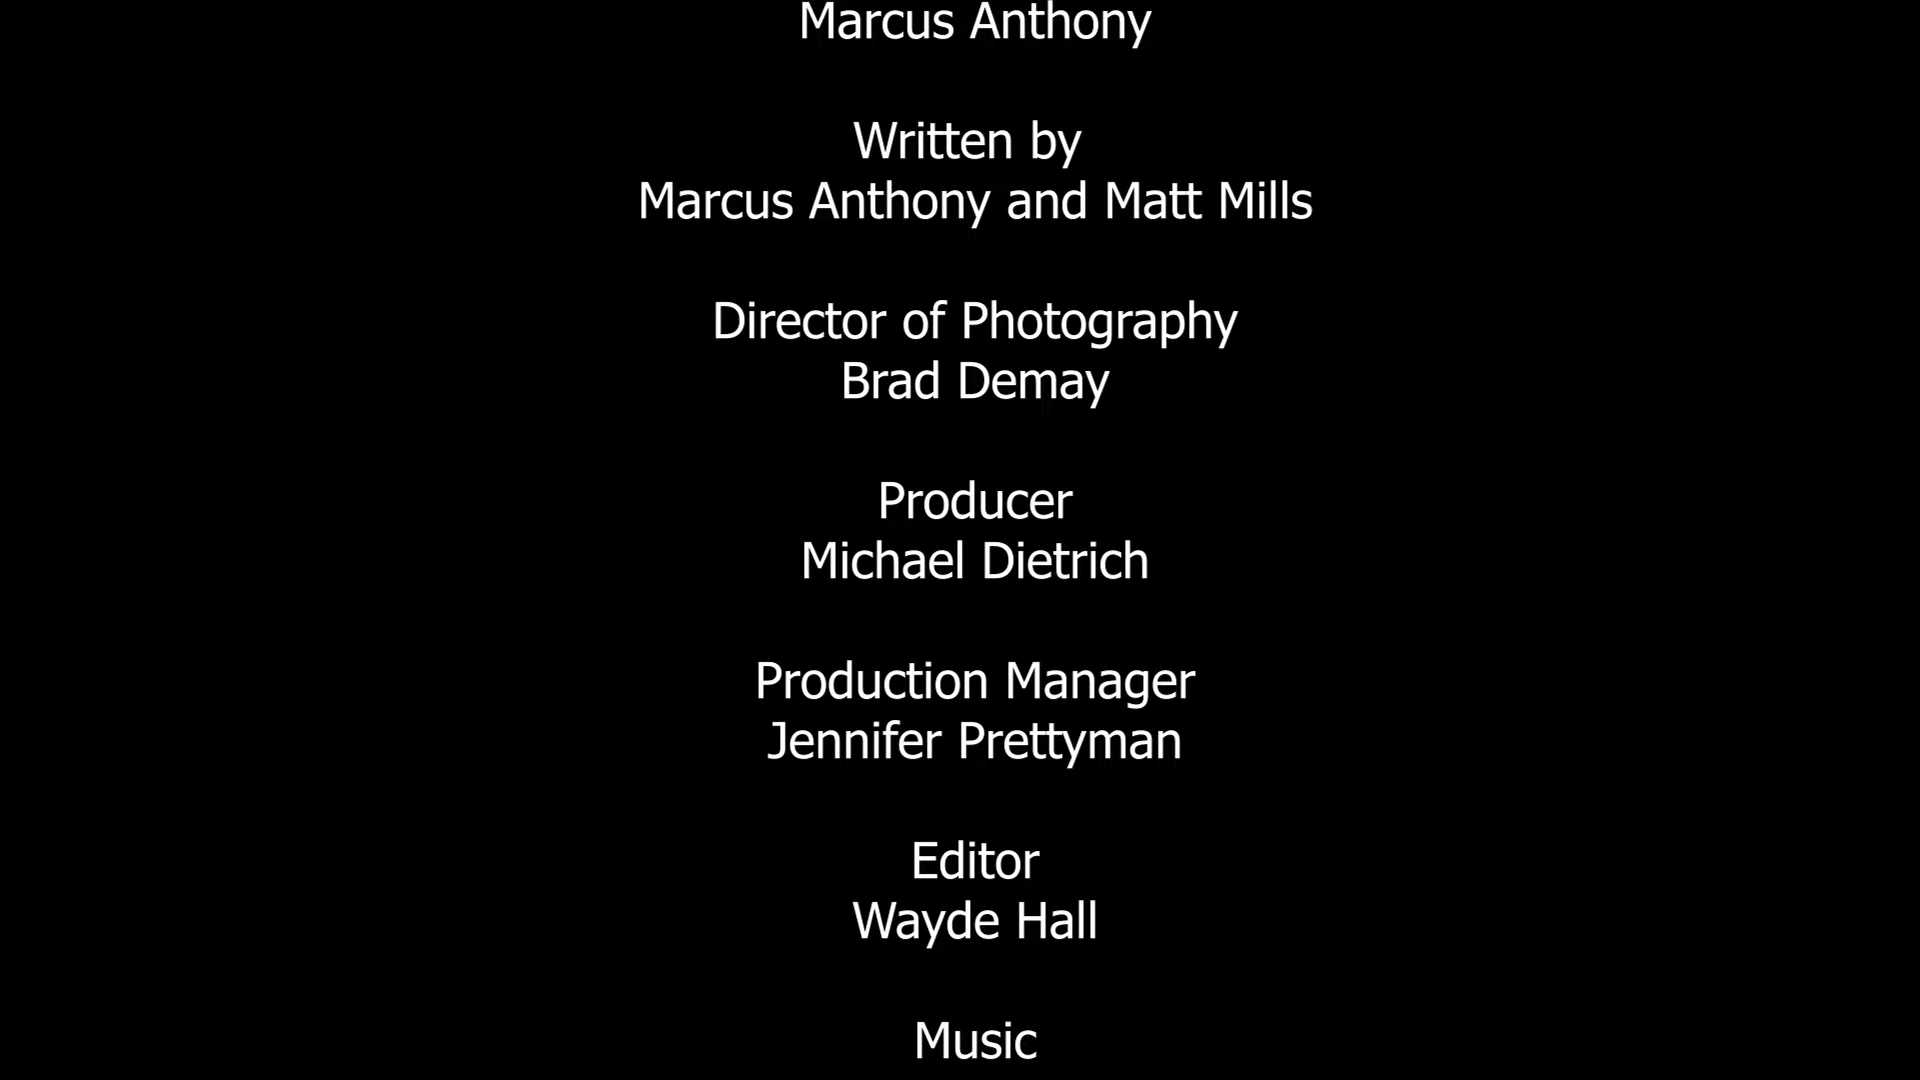 Marcus Anthony
Written by
Marcus Anthony and Matt Mills
Director of Photography
Brad Demay
Producer
Michael Dietrich
Production Manager
Jennifer Prettyman
Editor
Wayde Hall
Music